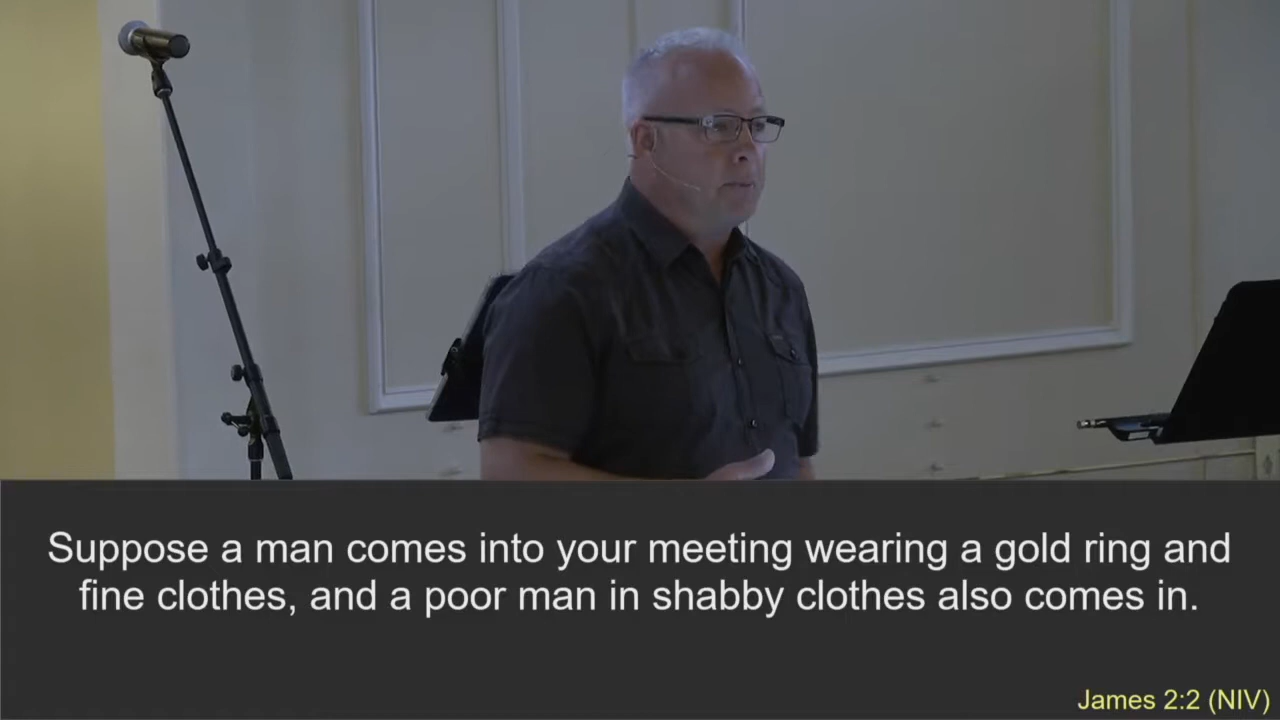 Suppose a man comes into your meeting wearing a gold ring and
fine clothes, and a poor man in shabby clothes also comes in.
James 2:2 (NIV)